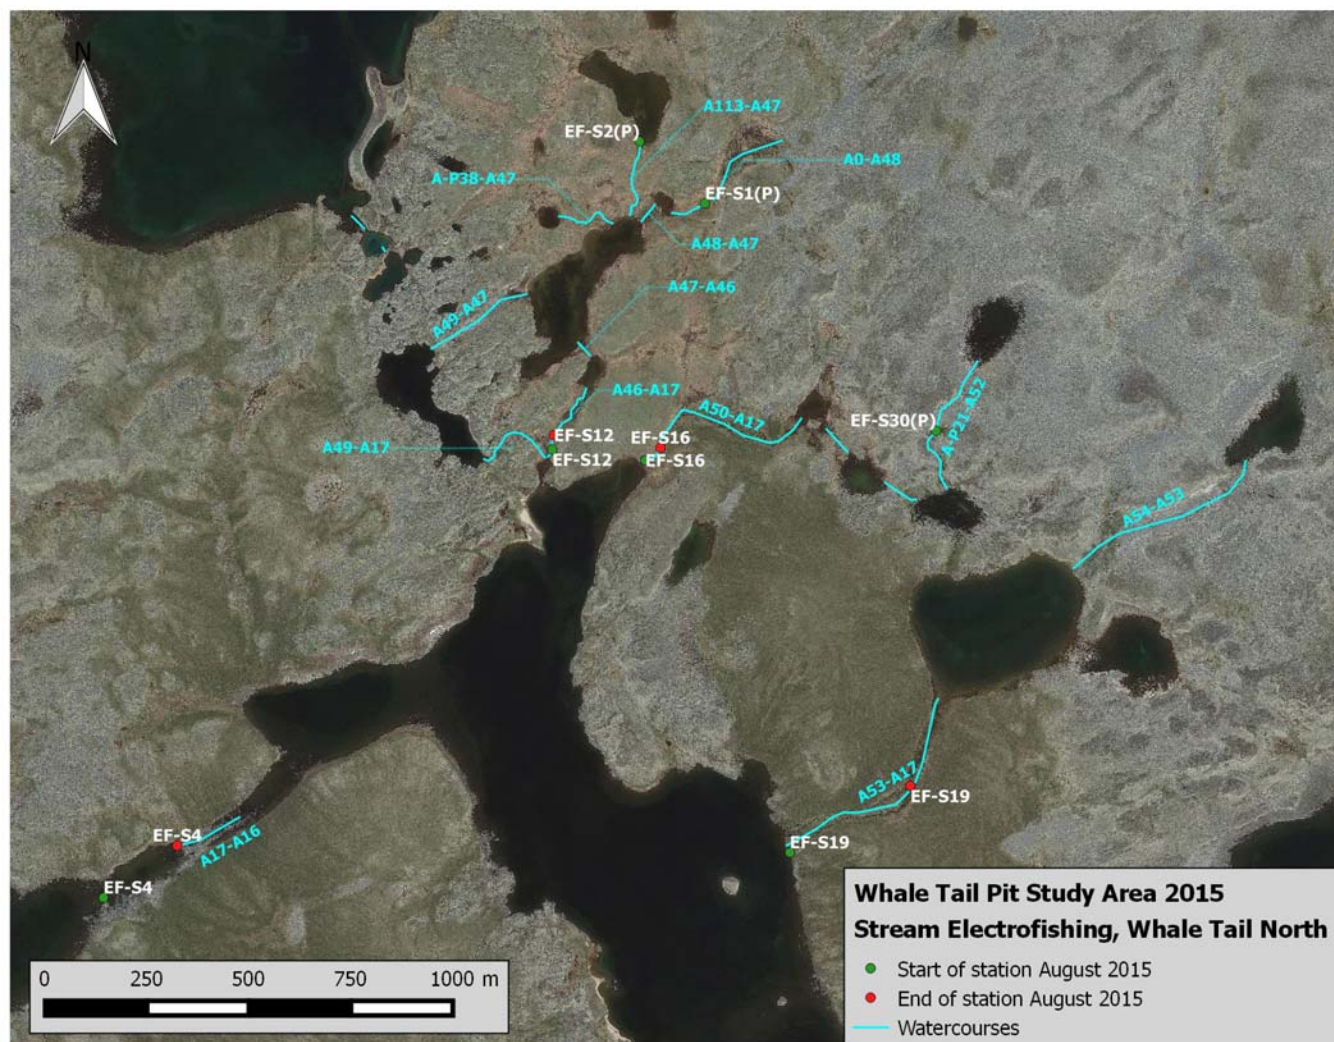 N
A113-A47
EF-S2(P)
A0-A48
A-P38-A47
EF-S1(P)
A48-A47
A47-A46
A49-A47
A46-A17
A50-A17
A-P21-A52
EF-S30(P)
EF-S12
EF-S16
A49-A17
EF-S12
EF-S16
A54-A53
A53-A17
EF-S19
EF-S4
A17-A16
EF-S19
EF-S4
Whale Tail Pit Study Area 2015
Stream Electrofishing, Whale Tail North
Start of station August 2015
End of station August 2015
Watercourses
0 250 500 750 1000 m